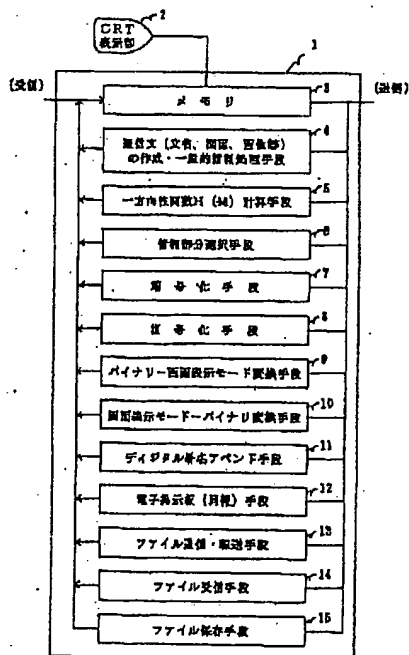 2
CRT
表示部
1
(受信)
(送信)
メモリ
3
通信文(文書、図面、画像等)
の作成・一般的情報処理手段
4
一方向性関数H(M)計算手段
5
情報部分選択手段
6
暗号化手段
7
復号化手段
8
バイナリー画面表示モード変換手段
9
画面表示モードーバイナリ変換手段
10
ディジタル署名アペンド手段
11
電子掲示板(月報)手段
12
ファイル送信・転送手段
13
ファイル受信手段
14
ファイル保存手段
15